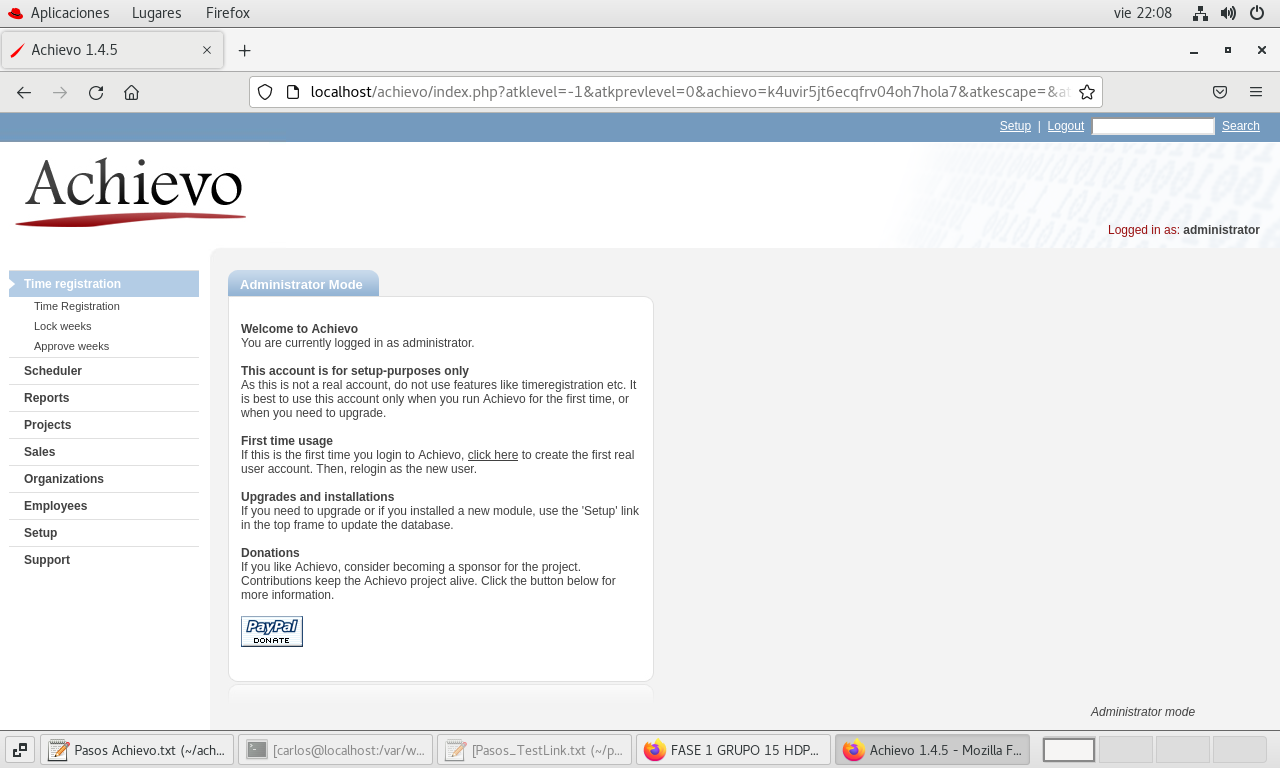 Aplicaciones Lugares Firefox vie 22:08
Achievo 1.4.5
localhost/achievo/index.php?atklevel=-1&atkprevlevel=0&achievo=k4uvir5jt6ecqfrv04oh7hola7&atkescape=&at
Setup | Logout Search
Achievo
Logged in as: administrator
Time registration
Time Registration
Lock weeks
Approve weeks
Scheduler
Reports
Projects
Sales
Organizations
Employees
Setup
Support
Administrator Mode
Welcome to Achievo
You are currently logged in as administrator.
This account is for setup-purposes only
As this is not a real account, do not use features like timeregistration etc. It
is best to use this account only when you run Achievo for the first time, or
when you need to upgrade.
First time usage
If this is the first time you login to Achievo, click here to create the first real
user account. Then, relogin as the new user.
Upgrades and installations
If you need to upgrade or if you installed a new module, use the 'Setup' link
in the top frame to update the database.
Donations
If you like Achievo, consider becoming a sponsor for the project.
Contributions keep the Achievo project alive. Click the button below for
more information.
PayPal
DONATE
Administrator mode
Pasos Achievo.txt (~/ach... [carlos@localhost:/var/w... [Pasos_TestLink.txt (~/p... FASE 1 GRUPO 15 HDP... Achievo 1.4.5 - Mozilla F...